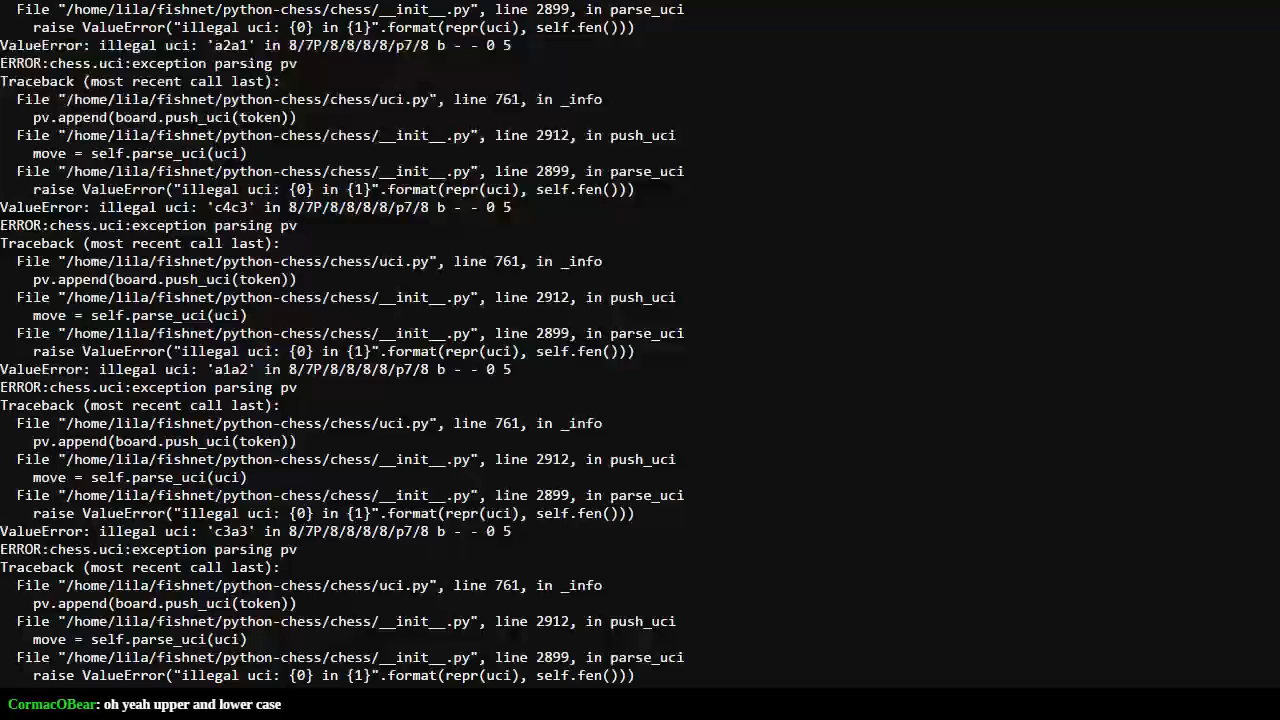 File "/home/lila/fishnet/python-chess/chess/__init__.py", line 2899, in parse_uci
raise ValueError("illegal uci: {0} in {1}".format(repr(uci), self.fen()))
ValueError: illegal uci: 'a2a1' in 8/7P/8/8/8/8/p7/8 b - - 0 5
ERROR:chess.uci:exception parsing pv
Traceback (most recent call last):
File "/home/lila/fishnet/python-chess/chess/uci.py", line 761, in _info
pv.append(board.push_uci(token))
File "/home/lila/fishnet/python-chess/chess/__init__.py", line 2912, in push_uci
move = self.parse_uci(uci)
File "/home/lila/fishnet/python-chess/chess/__init__.py", line 2899, in parse_uci
raise ValueError("illegal uci: {0} in {1}".format(repr(uci), self.fen()))
ValueError: illegal uci: 'c4c3' in 8/7P/8/8/8/8/p7/8 b - - 0 5
ERROR:chess.uci:exception parsing pv
Traceback (most recent call last):
File "/home/lila/fishnet/python-chess/chess/uci.py", line 761, in _info
pv.append(board.push_uci(token))
File "/home/lila/fishnet/python-chess/chess/__init__.py", line 2912, in push_uci
move = self.parse_uci(uci)
File "/home/lila/fishnet/python-chess/chess/__init__.py", line 2899, in parse_uci
raise ValueError("illegal uci: {0} in {1}".format(repr(uci), self.fen()))
ValueError: illegal uci: 'a1a2' in 8/7P/8/8/8/8/p7/8 b - - 0 5
ERROR:chess.uci:exception parsing pv
Traceback (most recent call last):
File "/home/lila/fishnet/python-chess/chess/uci.py", line 761, in _info
pv.append(board.push_uci(token))
File "/home/lila/fishnet/python-chess/chess/__init__.py", line 2912, in push_uci
move = self.parse_uci(uci)
File "/home/lila/fishnet/python-chess/chess/__init__.py", line 2899, in parse_uci
raise ValueError("illegal uci: {0} in {1}".format(repr(uci), self.fen()))
ValueError: illegal uci: 'c3a3' in 8/7P/8/8/8/8/p7/8 b - - 0 5
ERROR:chess.uci:exception parsing pv
Traceback (most recent call last):
File "/home/lila/fishnet/python-chess/chess/uci.py", line 761, in _info
pv.append(board.push_uci(token))
File "/home/lila/fishnet/python-chess/chess/__init__.py", line 2912, in push_uci
move = self.parse_uci(uci)
File "/home/lila/fishnet/python-chess/chess/__init__.py", line 2899, in parse_uci
raise ValueError("illegal uci: {0} in {1}".format(repr(uci), self.fen()))
CormacOBear: oh yeah upper and lower case